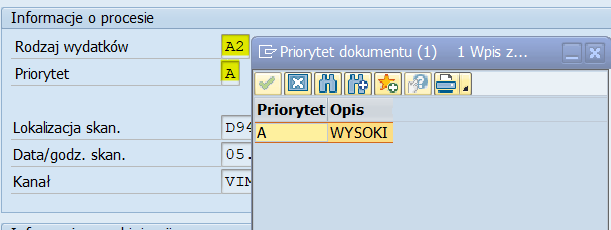 Informacje o procesie
Rodzaj wydatków A2
Priorytet A
Lokalizacja skan. D94
Data/godz. skan. 05.
Kanał VIM
Priorytet dokumentu (1) 1 Wpis z...
Priorytet Opis
A WYSOKI